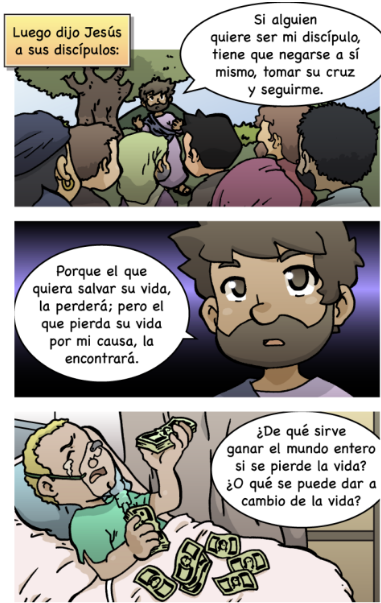 Luego dijo Jesús
a sus discípulos:
Si alguien
quiere ser mi discípulo,
tiene que negarse a sí
mismo, tomar su cruz
y seguirme.
Porque el que
quiera salvar su vida,
la perderá; pero el
que pierda su vida
por mi causa, la
encontrará.
¿De qué sirve
ganar el mundo entero
si se pierde la vida?
¿O qué se puede dar a
cambio de la vida?